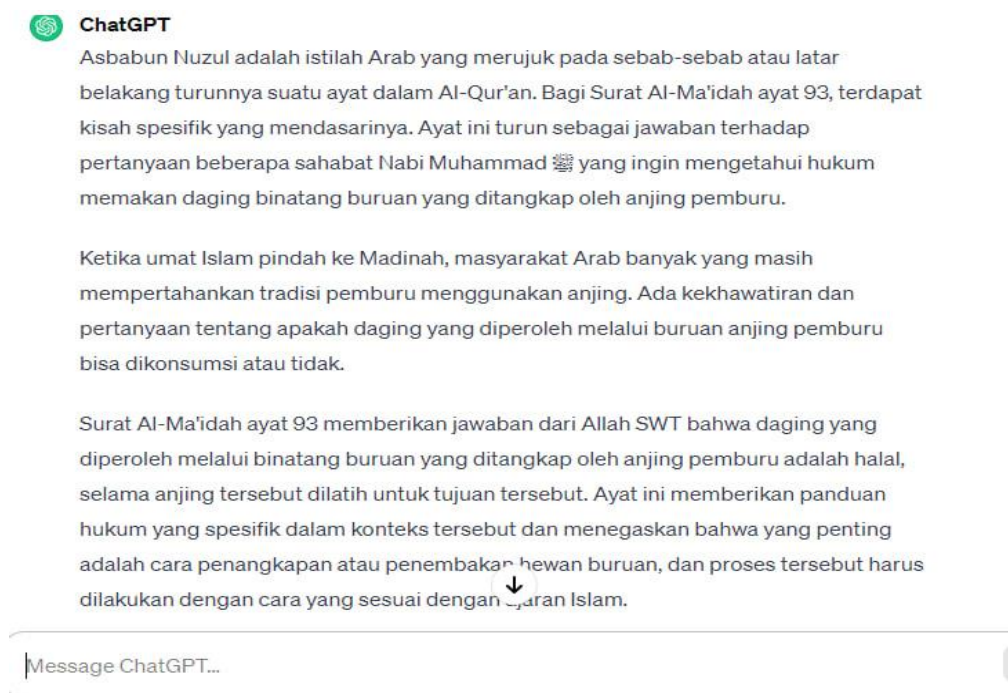 ChatGPT
Asbabun Nuzul adalah istilah Arab yang merujuk pada sebab-sebab atau latar
belakang turunnya suatu ayat dalam Al-Qur'an. Bagi Surat Al-Ma'idah ayat 93, terdapat
kisah spesifik yang mendasarinya. Ayat ini turun sebagai jawaban terhadap
pertanyaan beberapa sahabat Nabi Muhammad ﷺ yang ingin mengetahui hukum
memakan daging binatang buruan yang ditangkap oleh anjing pemburu.
Ketika umat Islam pindah ke Madinah, masyarakat Arab banyak yang masih
mempertahankan tradisi pemburu menggunakan anjing. Ada kekhawatiran dan
pertanyaan tentang apakah daging yang diperoleh melalui buruan anjing pemburu
bisa dikonsumsi atau tidak.
Surat Al-Ma'idah ayat 93 memberikan jawaban dari Allah SWT bahwa daging yang
diperoleh melalui binatang buruan yang ditangkap oleh anjing pemburu adalah halal,
selama anjing tersebut dilatih untuk tujuan tersebut. Ayat ini memberikan panduan
hukum yang spesifik dalam konteks tersebut dan menegaskan bahwa yang penting
adalah cara penangkapan atau penembakan hewan buruan, dan proses tersebut harus
dilakukan dengan cara yang sesuai dengan ajaran Islam.
Message ChatGPT...